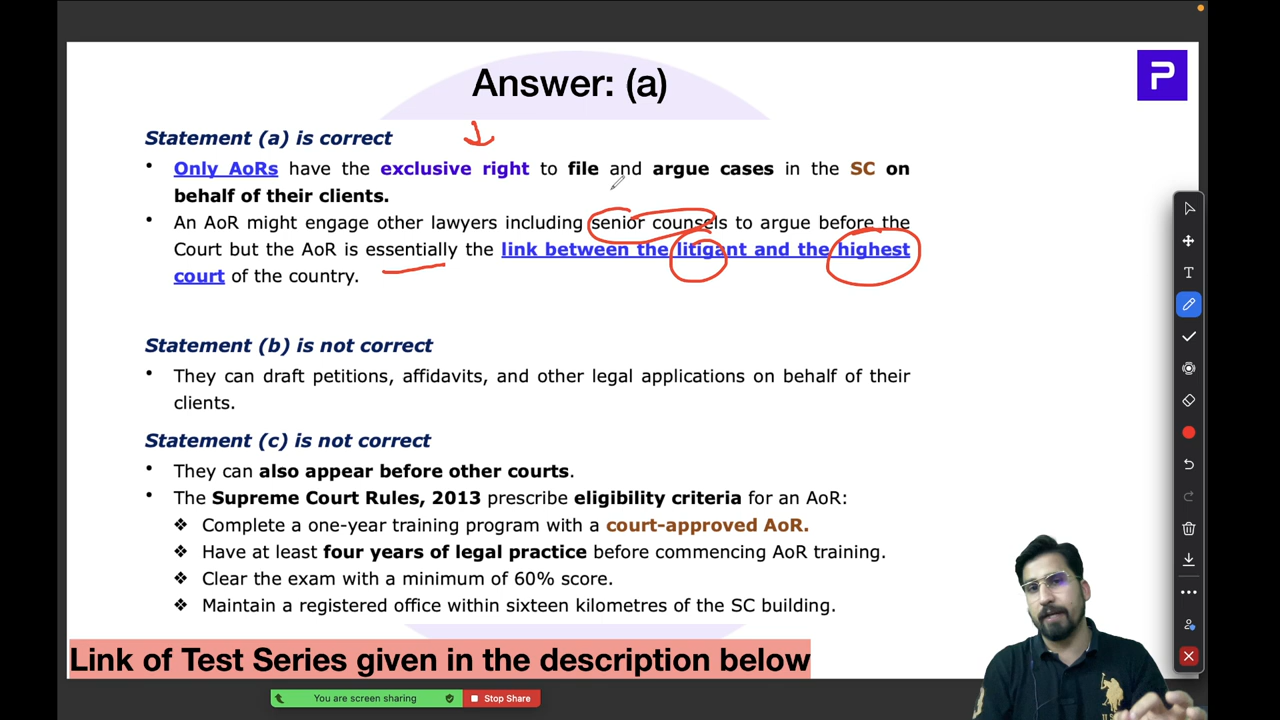 Answer: (a)
P
Statement (a) is correct
• Only AoRs have the exclusive right to file and argue cases in the SC on
behalf of their clients.
• An AoR might engage other lawyers including senior counsels to argue before the
Court but the AoR is essentially the link between the litigant and the highest
court of the country.
Statement (b) is not correct
• They can draft petitions, affidavits, and other legal applications on behalf of their
clients.
Statement (c) is not correct
• They can also appear before other courts.
• The Supreme Court Rules, 2013 prescribe eligibility criteria for an AoR:
❖ Complete a one-year training program with a court-approved AoR.
❖ Have at least four years of legal practice before commencing AoR training.
❖ Clear the exam with a minimum of 60% score.
❖ Maintain a registered office within sixteen kilometres of the SC building.
Link of Test Series given in the description below
You are screen sharing
Stop Share
T